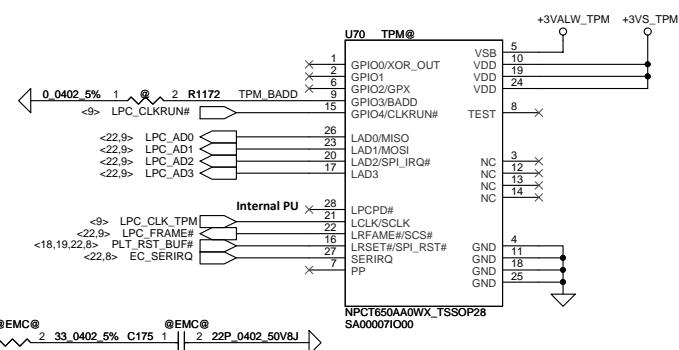 +3VALW_TPM +3VS_TPM
U70 TPM@
1 GPIO0/XOR_OUT
2 GPIO1
6 GPIO2/GPX
0_0402_5% 1 @ 2 R1172 TPM_BADD 9 GPIO3/BADD
<9> LPC_CLKRUN# 15 GPIO4/CLKRUN#
<22,9> LPC_AD0 26 LAD0/MISO
<22,9> LPC_AD1 23 LAD1/MOSI
<22,9> LPC_AD2 20 LAD2/SPI_IRQ#
<22,9> LPC_AD3 17 LAD3
Internal PU 28 LPCPD#
<9> LPC_CLK_TPM 21 LCLK/SCLK
<22,9> LPC_FRAME# 22 LRFAME#/SCS#
<18,19,22,8> PLT_RST_BUF# 16 LRSET#/SPI_RST#
<22,8> EC_SERIRQ 27 SERIRQ
7 PP
VSB 5
VDD 10
VDD 19
VDD 24
TEST 8
NC 3
NC 12
NC 13
NC 14
GND 4
GND 11
GND 18
GND 25
NPCT650AA0WX_TSSOP28
SA00007IO00
@EMC@ @EMC@
2 33_0402_5% C175 1 2 22P_0402_50V8J